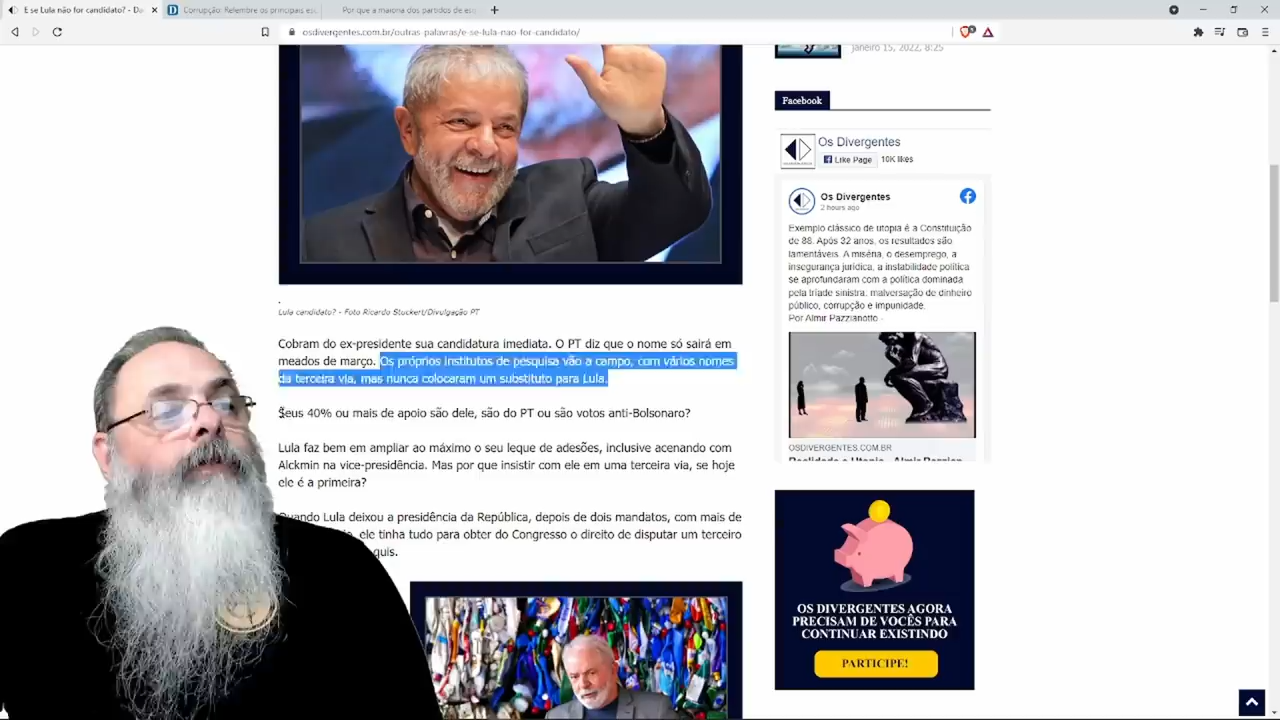 E se Lula não for candidato? - Da
Corrupção: Relembre os principais es
Por que a maioria dos partidos de es
osdivergentes.com.br/outras-palavras/e-se-lula-nao-for-candidato/
Janeiro 15, 2022, 8:25
Lula candidato? - Foto Ricardo Stuckert/Divulgação PT
Cobram do ex-presidente sua candidatura imediata. O PT diz que o nome só sairá em
meados de março. Os próprios institutos de pesquisa vão a campo, com vários nomes
da terceira via, mas nunca colocaram um substituto para Lula.
Seus 40% ou mais de apoio são dele, são do PT ou são votos anti-Bolsonaro?
Lula faz bem em ampliar ao máximo o seu leque de adesões, inclusive acenando com
Alckmin na vice-presidência. Mas por que insistir com ele em uma terceira via, se hoje
ele é a primeira?
Quando Lula deixou a presidência da República, depois de dois mandatos, com mais de
ele tinha tudo para obter do Congresso o direito de disputar um terceiro
quis.
Facebook
Os Divergentes
Like Page
10K likes
Os Divergentes
2 hours ago
Exemplo clássico de utopia é a Constituição
de 88. Após 32 anos, os resultados são
lamentáveis. A miséria, o desemprego, a
insegurança jurídica, a instabilidade política
se aprofundaram com a política dominada
pela tríade sinistra: malversação de dinheiro
público, corrupção e impunidade.
Por Almir Pazzianotto -
OSDIVERGENTES.COM.BR
Realidade e Utopia - Almir Pazzian
OS DIVERGENTES AGORA
PRECISAM DE VOCÊS PARA
CONTINUAR EXISTINDO
PARTICIPE!